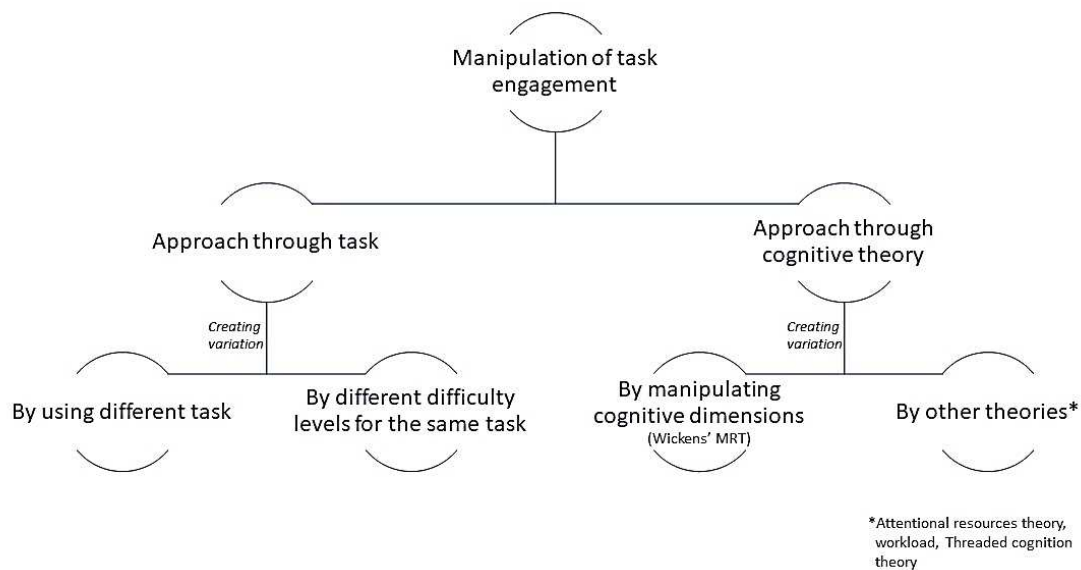 Manipulation of task
engagement
Approach through task
Approach through
cognitive theory
Creating
variation
Creating
variation
By using different task
By different difficulty
levels for the same task
By manipulating
cognitive dimensions
(Wickens' MRT)
By other theories*
*Attentional resources theory,
workload, Threaded cognition
theory